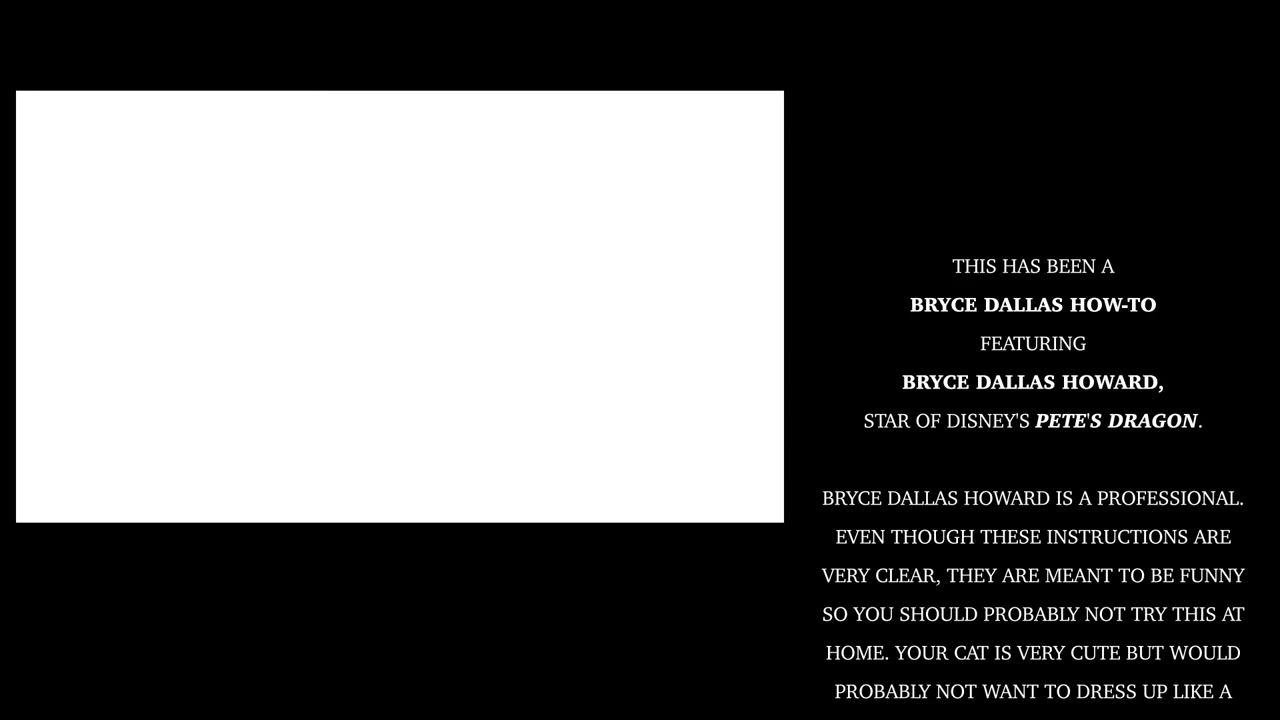 THIS HAS BEEN A
BRYCE DALLAS HOW-TO
FEATURING
BRYCE DALLAS HOWARD,
STAR OF DISNEY'S PETE'S DRAGON.
BRYCE DALLAS HOWARD IS A PROFESSIONAL.
EVEN THOUGH THESE INSTRUCTIONS ARE
VERY CLEAR, THEY ARE MEANT TO BE FUNNY
SO YOU SHOULD PROBABLY NOT TRY THIS AT
HOME. YOUR CAT IS VERY CUTE BUT WOULD
PROBABLY NOT WANT TO DRESS UP LIKE A